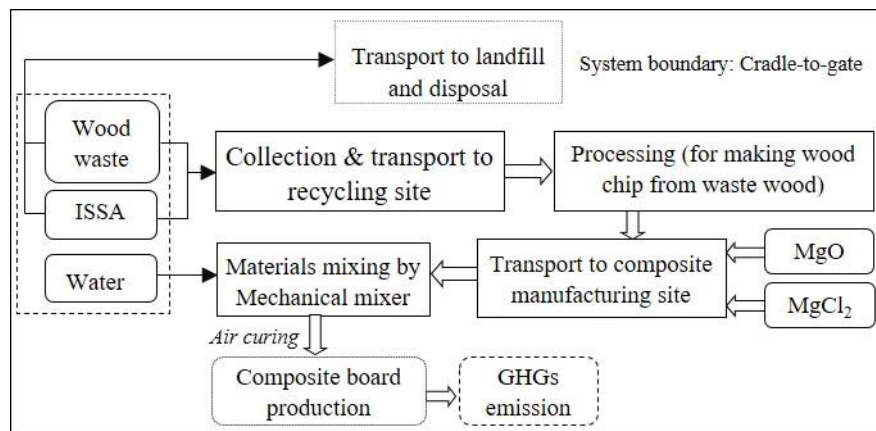 Transport to landfill
and disposal
System boundary: Cradle-to-gate
Wood
waste
Collection & transport to
recycling site
Processing (for making wood
chip from waste wood)
ISSA
Water
Materials mixing by
Mechanical mixer
Transport to composite
manufacturing site
MgO
MgCl₂
Air curing
Composite board
production
GHGs
emission